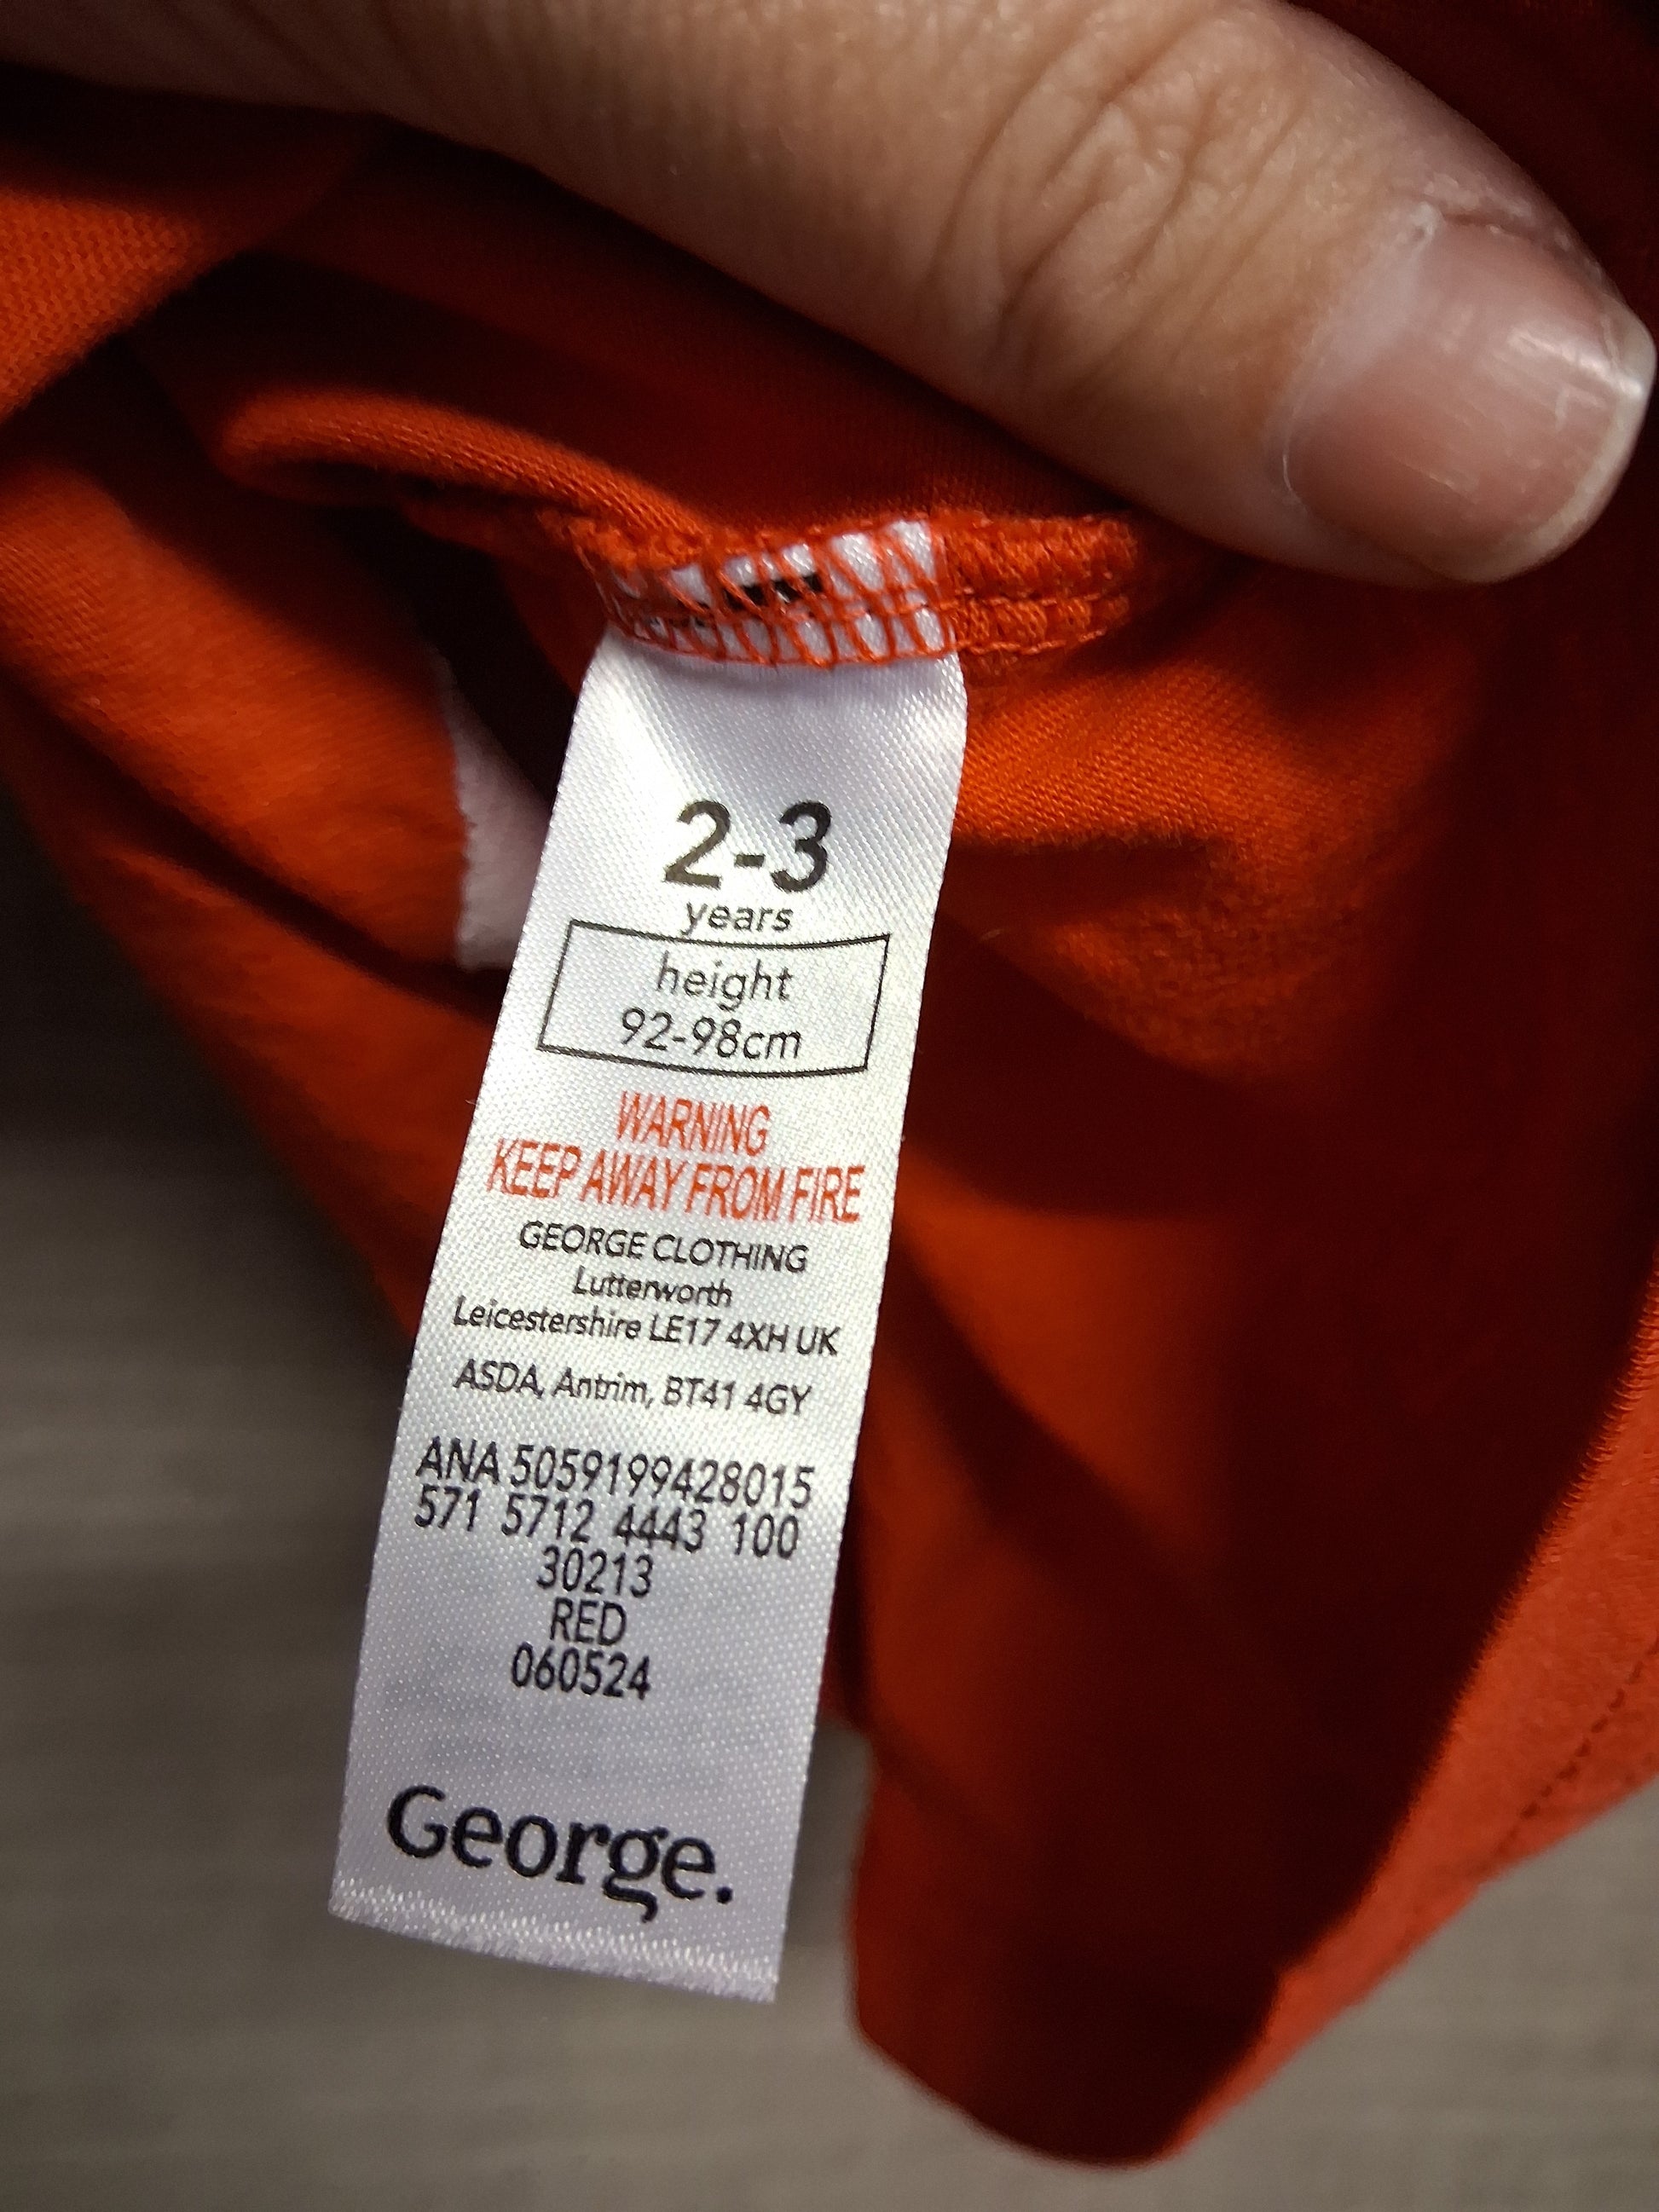 2-3
years
height
92-98cm
WARNING
KEEP AWAY FROM FIRE
GEORGE CLOTHING
Lutterworth
Leicestershire LE17 4XH UK
ASDA, Antrim, BT41 4GY
ANA 5059199428015
571 5712 4443 100
30213
RED
060524
George.